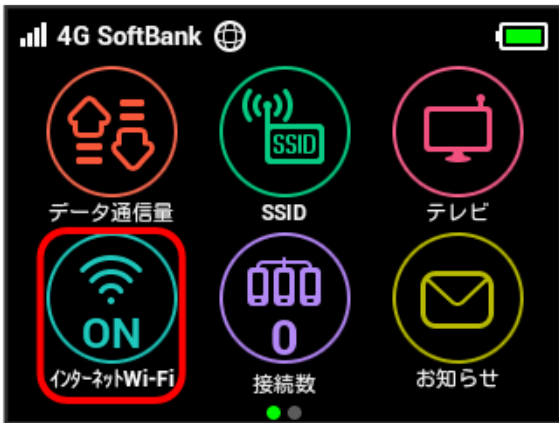 4G SoftBank
SSID
データ通信量
SSID
テレビ
ON
0
インターネットWi-Fi
接続数
お知らせ